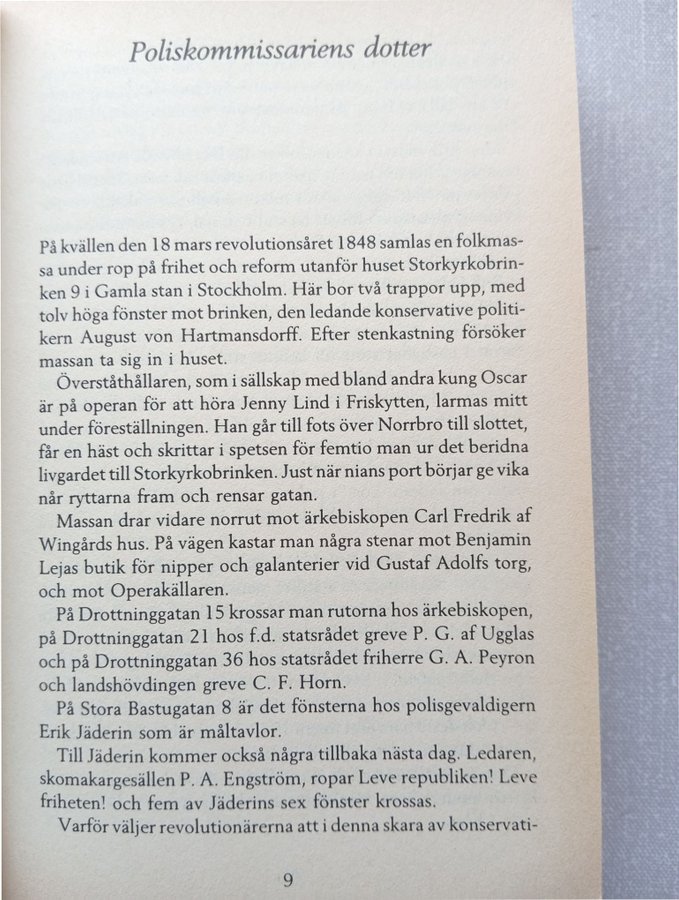 Poliskommissariens dotter
På kvällen den 18 mars revolutionsåret 1848 samlas en folkmas-
sa under rop på frihet och reform utanför huset Storkyrkobrin-
ken 9 i Gamla stan i Stockholm. Här bor två trappor upp, med
tolv höga fönster mot brinken, den ledande konservative politi-
kern August von Hartmansdorff. Efter stenkastning försöker
massan ta sig in i huset.
Överståthållaren, som i sällskap med bland andra kung Oscar
är på operan för att höra Jenny Lind i Friskytten, larmas mitt
under föreställningen. Han går till fots över Norrbro till slottet,
får en häst och skrittar i spetsen för femtio man ur det beridna
livgardet till Storkyrkobrinken. Just när nians port börjar ge vika
når ryttarna fram och rensar gatan.
Massan drar vidare norrut mot ärkebiskopen Carl Fredrik af
Wingårds hus. På vägen kastar man några stenar mot Benjamin
Lejas butik för nipper och galanterier vid Gustaf Adolfs torg,
och mot Operakällaren.
På Drottninggatan 15 krossar man rutorna hos ärkebiskopen,
på Drottninggatan 21 hos f.d. statsrådet greve P. G. af Ugglas
och på Drottninggatan 36 hos statsrådet friherre G. A. Peyron
och landshövdingen greve C. F. Horn.
På Stora Bastugatan 8 är det fönsterna hos polisgevaldigern
Erik Jäderin som är måltavlor.
Till Jäderin kommer också några tillbaka nästa dag. Ledaren,
skomakargesällen P. A. Engström, ropar Leve republiken! Leve
friheten! och fem av Jäderins sex fönster krossas.
Varför väljer revolutionärerna att i denna skara av konservati-
9